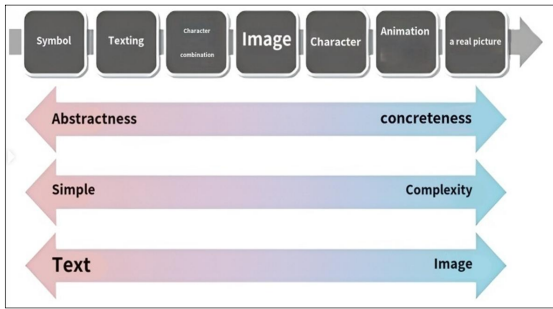 Symbol
Texting
Character
combination
Image
Character
Animation
a real picture
Abstractness concreteness
Simple Complexity
Text Image